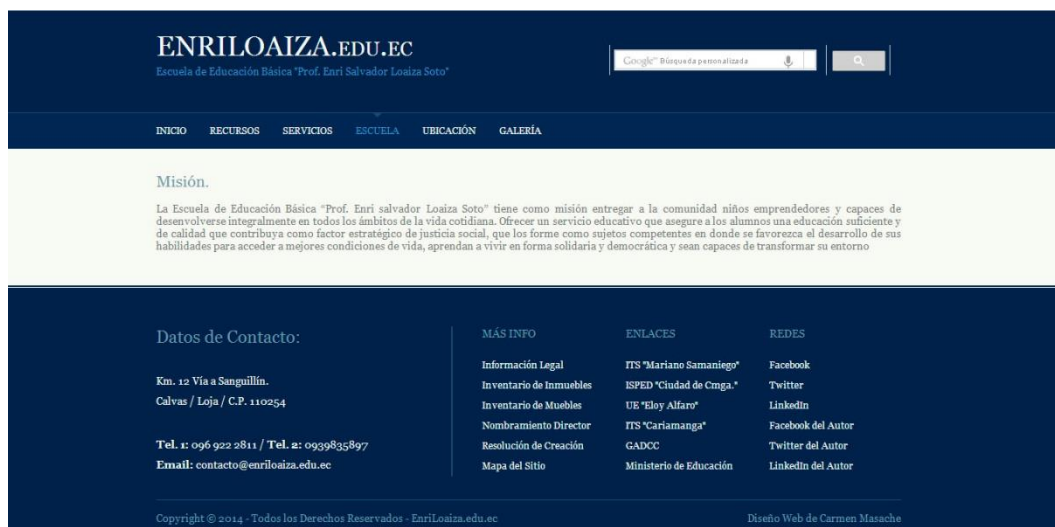 ENRILOAIZA.EDU.EC
Escuela de Educación Básica "Prof. Enri Salvador Loaiza Soto"
Google™ Búsqueda personalizada
INICIO RECURSOS SERVICIOS ESCUELA UBICACIÓN GALERÍA
Misión.
La Escuela de Educación Básica “Prof. Enri salvador Loaiza Soto” tiene como misión entregar a la comunidad niños emprendedores y capaces de
desenvolverse integralmente en todos los ámbitos de la vida cotidiana. Ofrecer un servicio educativo que asegure a los alumnos una educación suficiente y
de calidad que contribuya como factor estratégico de justicia social, que los forme como sujetos competentes en donde se favorezca el desarrollo de sus
habilidades para acceder a mejores condiciones de vida, aprendan a vivir en forma solidaria y democrática y sean capaces de transformar su entorno
Datos de Contacto:
Km. 12 Vía a Sanguillín.
Calvas / Loja / C.P. 110254
Tel. 1: 096 922 2811 / Tel. 2: 0939835897
Email: contacto@enriloaiza.edu.ec
MÁS INFO
Información Legal
Inventario de Inmuebles
Inventario de Muebles
Nombramiento Director
Resolución de Creación
Mapa del Sitio
ENLACES
ITS "Mariano Samaniego"
ISPED "Ciudad de Cmga."
UE "Eloy Alfaro"
ITS "Cariamanga"
GADCC
Ministerio de Educación
REDES
Facebook
Twitter
LinkedIn
Facebook del Autor
Twitter del Autor
LinkedIn del Autor
Copyright © 2014 - Todos los Derechos Reservados - EnriLoaiza.edu.ec
Diseño Web de Carmen Masache